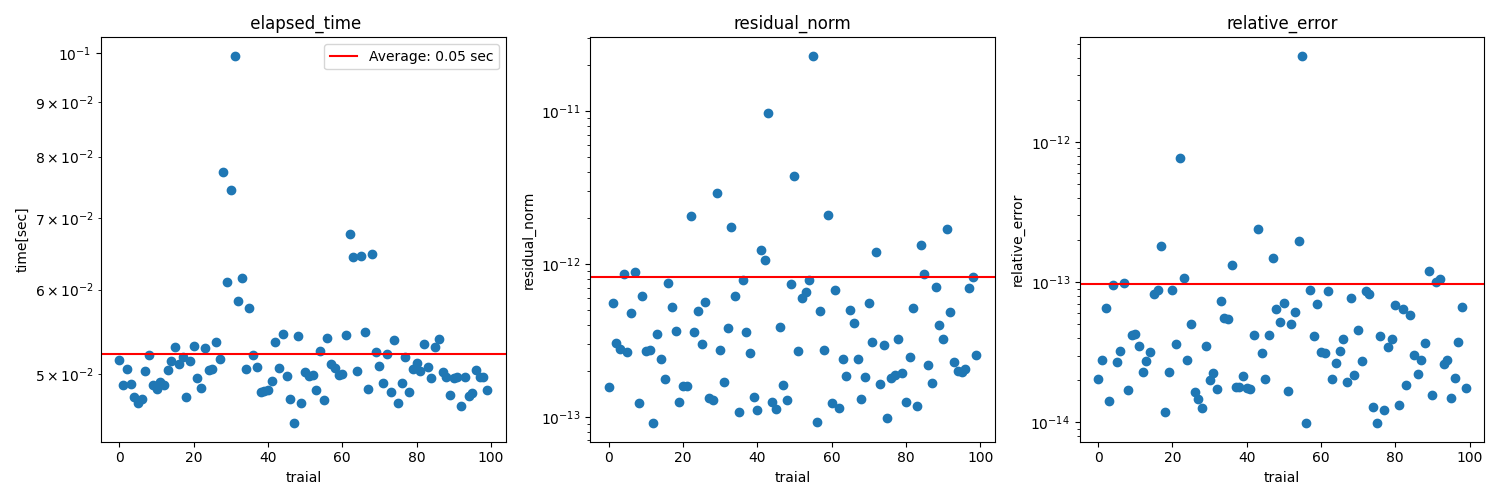 elapsed_time
10⁻¹
9 × 10⁻²
8 × 10⁻²
7 × 10⁻²
6 × 10⁻²
5 × 10⁻²
time[sec]
Average: 0.05 sec
0 20 40 60 80 100
traial
residual_norm
10⁻¹¹
10⁻¹²
10⁻¹³
residual_norm
0 20 40 60 80 100
traial
relative_error
10⁻¹²
10⁻¹³
10⁻¹⁴
relative_error
0 20 40 60 80 100
traial